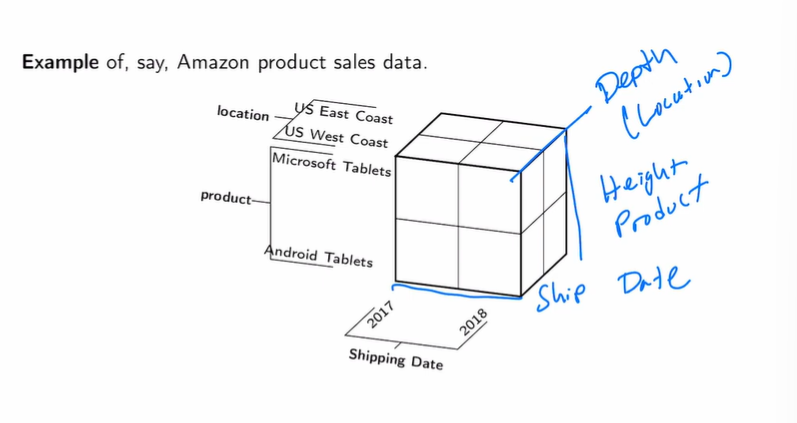 Example of, say, Amazon product sales data.
location
US East Coast
US West Coast
Microsoft Tablets
product
Android Tablets
2017
2018
Shipping Date
Depth
(Location)
Height
Product
Ship Date